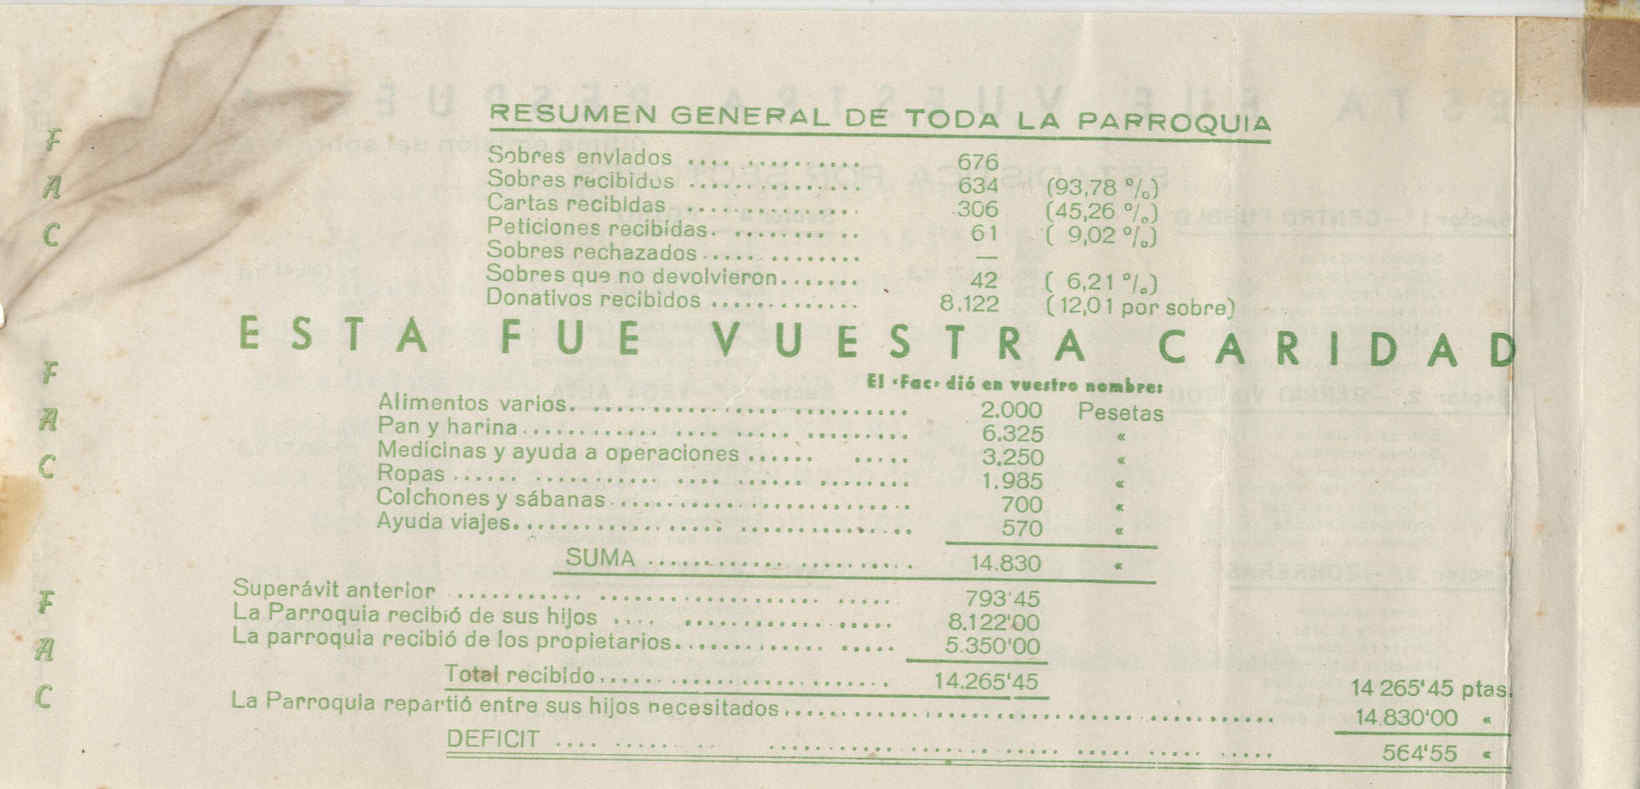 RESUMEN GENERAL DE TODA LA PARROQUIA
Sobres enviados .... .......... 676
Sobres recibidos .............. 634 (93,78 %)
Cartas recibidas .............. 306 (45,26 %)
Peticiones recibidas. ......... 61 ( 9,02 %)
Sobres rechazados.............. —
Sobres que no devolvieron....... 42 ( 6,21 %)
Donativos recibidos ............. 8.122 (12,01 por sobre)
ESTA FUE VUESTRA CARIDAD
El «Fac» dió en vuestro nombre:
Alimentos varios. .......................... 2.000 Pesetas
Pan y harina............ .... ..... ......... 6.325 «
Medicinas y ayuda a operaciones ...... ..... 3.250 «
Ropas ...... ........... .... ...... ........ 1.985 «
Colchones y sábanas......................... 700 «
Ayuda viajes................................ 570 «
SUMA ....................... 14.830 «
Superávit anterior ........... .................... ..... 793'45
La Parroquia recibió de sus hijos .... ............ ..... 8.122'00
La parroquia recibió de los propietarios............ ..... 5.350'00
Total recibido......................... 14.265'45 14 265'45 ptas.
La Parroquia repartió entre sus hijos necesitados............................................ 14.830'00 «
DEFICIT .... ...... .. ................. ..... ..... ..... ..... 564'55 «
F
A
C
F
A
C
F
A
C